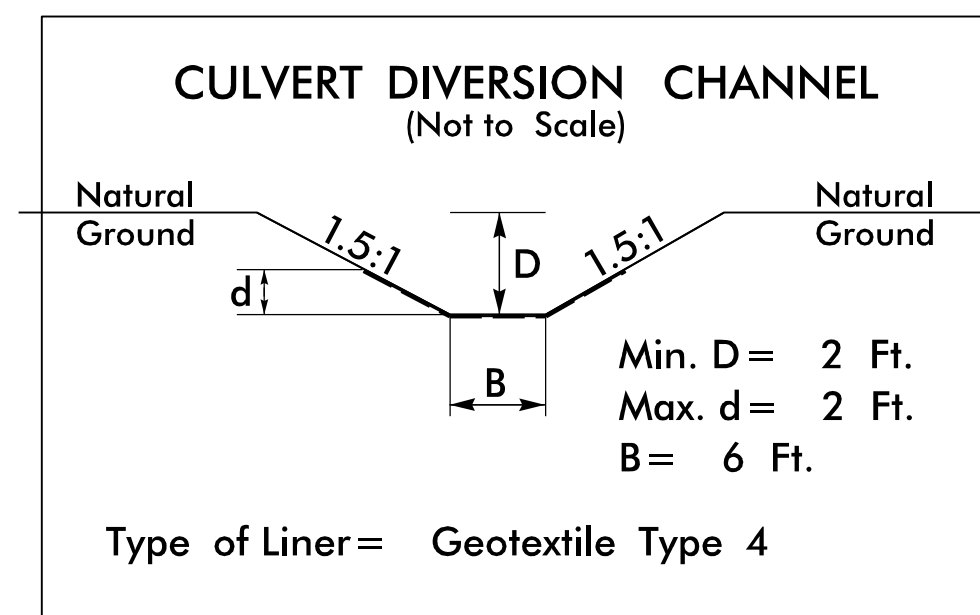 CULVERT DIVERSION CHANNEL
(Not to Scale)
Natural
Ground
1.5:1
D
1.5:1
Natural
Ground
d
B
Min. D = 2 Ft.
Max. d = 2 Ft.
B = 6 Ft.
Type of Liner = Geotextile Type 4